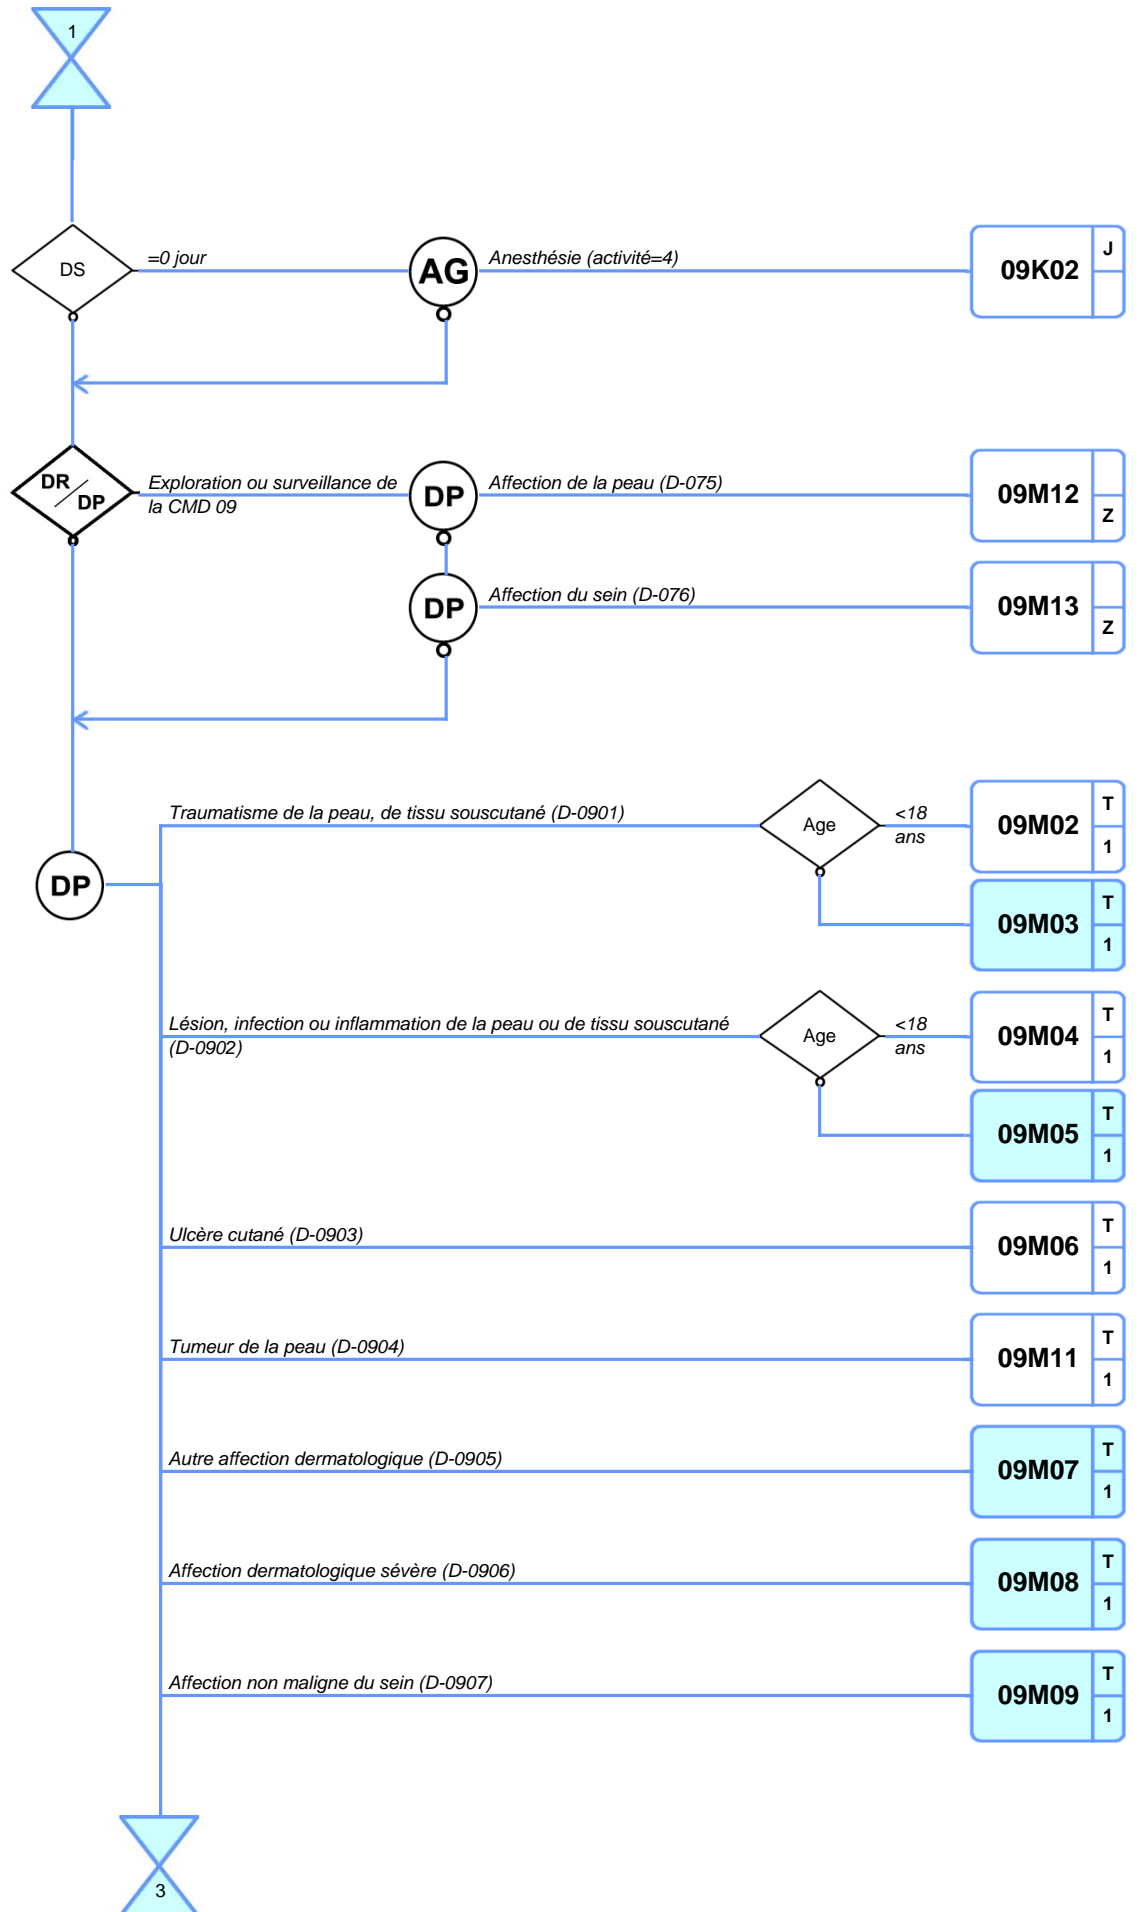 1
DS
=0 jour
AG
Anesthésie (activité=4)
09K02
J
DR
DP
Exploration ou surveillance de
la CMD 09
DP
Affection de la peau (D-075)
09M12
Z
DP
Affection du sein (D-076)
09M13
Z
DP
Traumatisme de la peau, de tissu souscutané (D-0901)
Age
<18
ans
09M02
T
1
09M03
T
1
Lésion, infection ou inflammation de la peau ou de tissu souscutané
(D-0902)
Age
<18
ans
09M04
T
1
09M05
T
1
Ulcère cutané (D-0903)
09M06
T
1
Tumeur de la peau (D-0904)
09M11
T
1
Autre affection dermatologique (D-0905)
09M07
T
1
Affection dermatologique sévère (D-0906)
09M08
T
1
Affection non maligne du sein (D-0907)
09M09
T
1
3